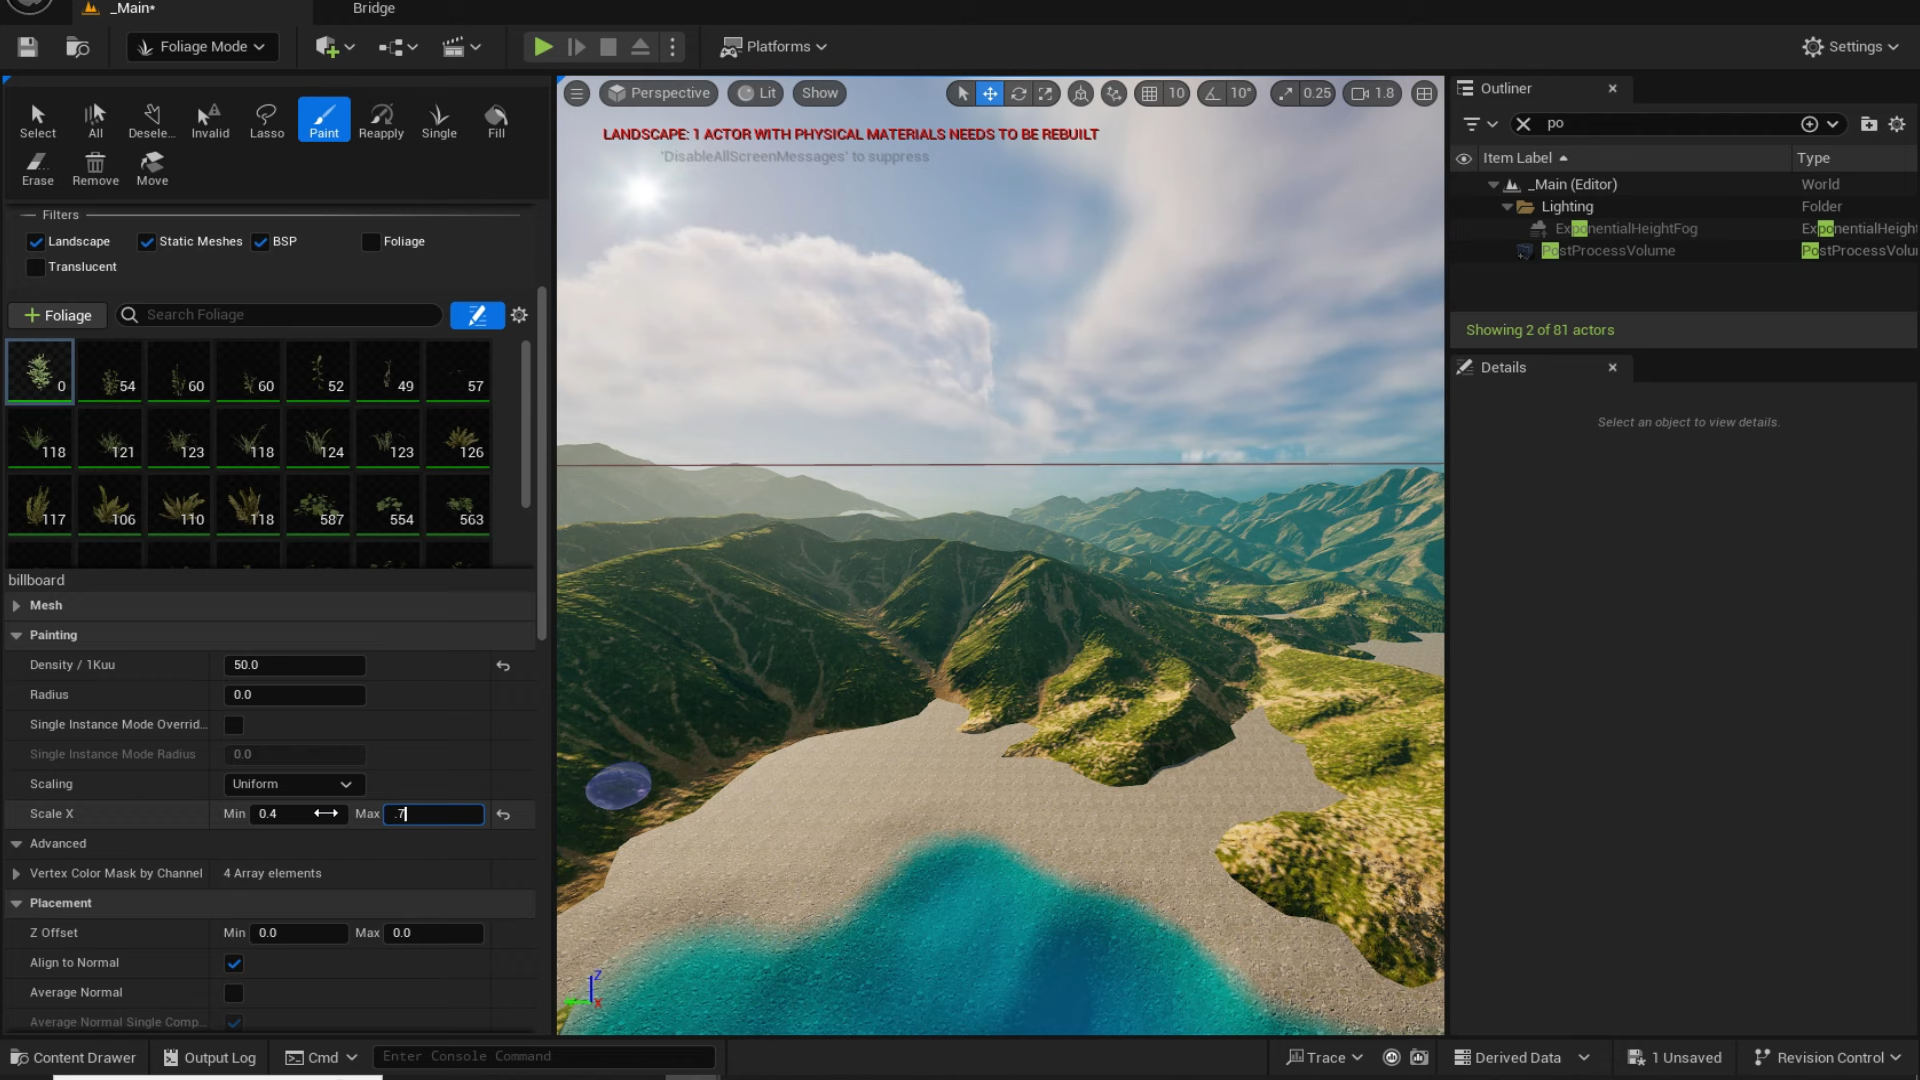 _Main*
Bridge
Foliage Mode
Platforms
Settings
Select
All
Desele...
Invalid
Lasso
Paint
Reapply
Single
Fill
Erase
Remove
Move
Filters
Landscape
Static Meshes
BSP
Foliage
Translucent
Foliage
Search Foliage
0
54
60
60
52
49
57
118
121
123
118
124
123
126
117
106
110
118
587
554
563
billboard
Mesh
Painting
Density / 1Kuu
50.0
Radius
0.0
Single Instance Mode Overrid...
Single Instance Mode Radius
0.0
Scaling
Uniform
Scale X
Min
0.4
Max
.7
Advanced
Vertex Color Mask by Channel
4 Array elements
Placement
Z Offset
Min
0.0
Max
0.0
Align to Normal
Average Normal
Average Normal Single Comp...
Perspective
Lit
Show
10
10°
0.25
1.8
LANDSCAPE: 1 ACTOR WITH PHYSICAL MATERIALS NEEDS TO BE REBUILT
'DisableAllScreenMessages' to suppress
Z
X
Outliner
po
Item Label
Type
_Main (Editor)
World
Lighting
Folder
ExponentialHeightFog
ExponentialHeight
PostProcessVolume
PostProcessVolu
Showing 2 of 81 actors
Details
Select an object to view details.
Content Drawer
Output Log
Cmd
Enter Console Command
Trace
Derived Data
1 Unsaved
Revision Control